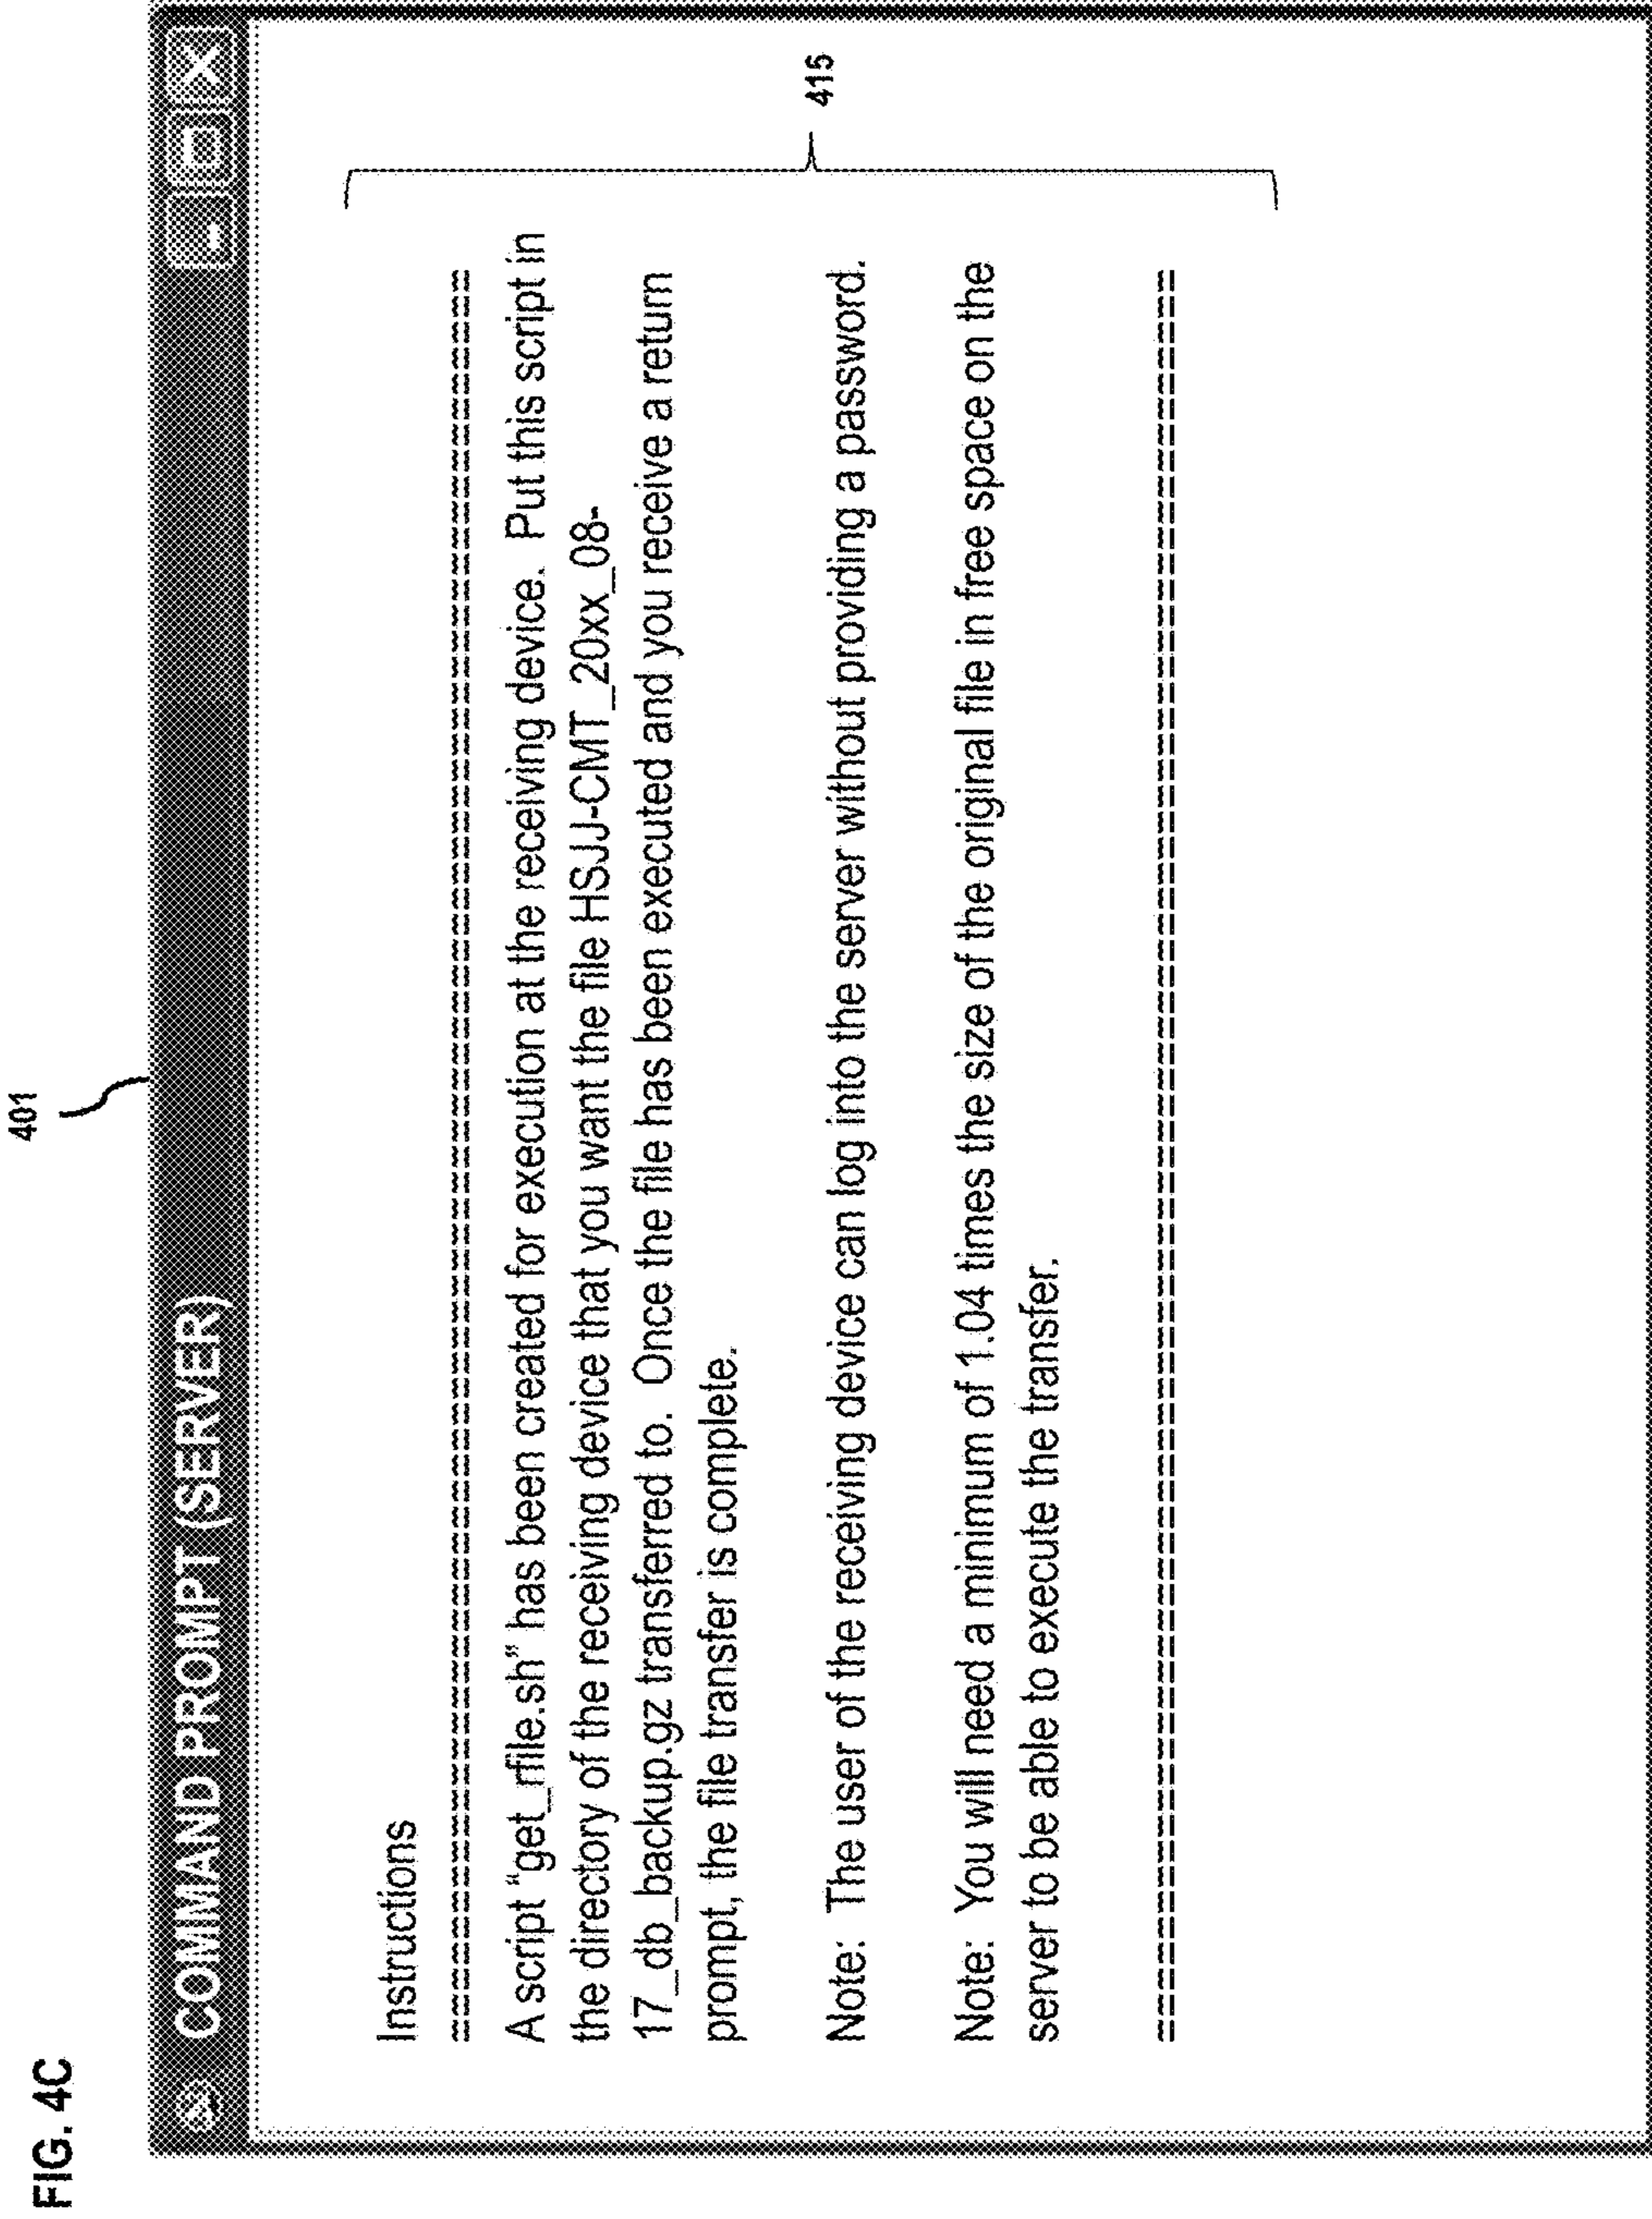 FIG. 4C
401
COMMAND PROMPT (SERVER)
Instructions
A script "get_rfile.sh" has been created for execution at the receiving device. Put this script in
the directory of the receiving device that you want the file HSJJ-CMT_20xx_08-
17_db_backup.gz transferred to. Once the file has been executed and you receive a return
prompt, the file transfer is complete.
Note: The user of the receiving device can log into the server without providing a password.
Note: You will need a minimum of 1.04 times the size of the original file in free space on the
server to be able to execute the transfer.
415